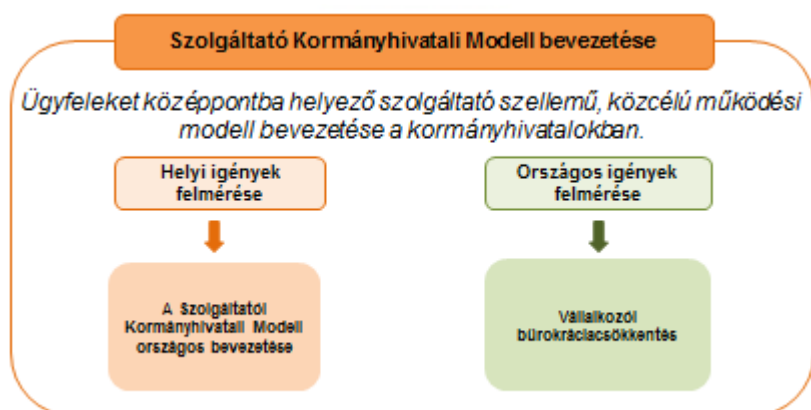 Szolgáltató Kormányhivatali Modell bevezetése
Ügyfeleket középpontba helyező szolgáltató szellemű, közcélú működési
modell bevezetése a kormányhivatalokban.
Helyi igények
felmérése
Országos igények
felmérése
A Szolgáltatói
Kormányhivatali Modell
országos bevezetése
Vállalkozói
bürokráciacsökkentés